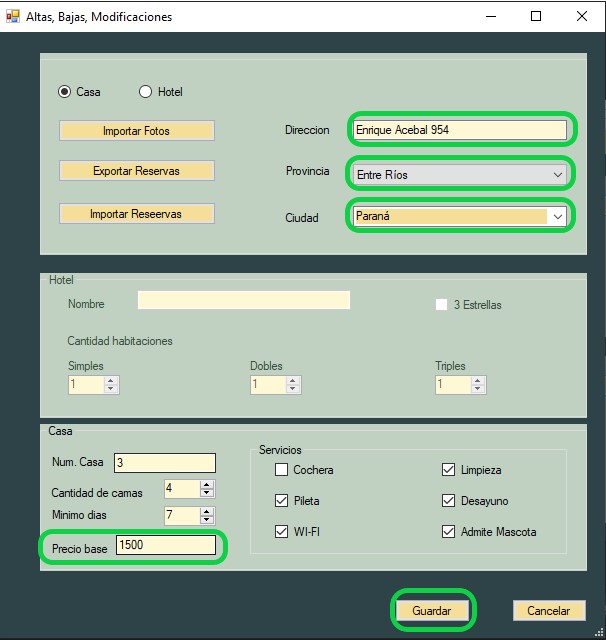 Altas, Bajas, Modificaciones
Casa
Hotel
Importar Fotos
Direccion
Enrique Acebal 954
Exportar Reservas
Provincia
Entre Ríos
Importar Reseervas
Ciudad
Paraná
Hotel
Nombre
3 Estrellas
Cantidad habitaciones
Simples
Dobles
Triples
1
1
1
Casa
Num. Casa
3
Cantidad de camas
4
Minimo dias
7
Precio base
1500
Servicios
Cochera
Limpieza
Pileta
Desayuno
WI-FI
Admite Mascota
Guardar
Cancelar